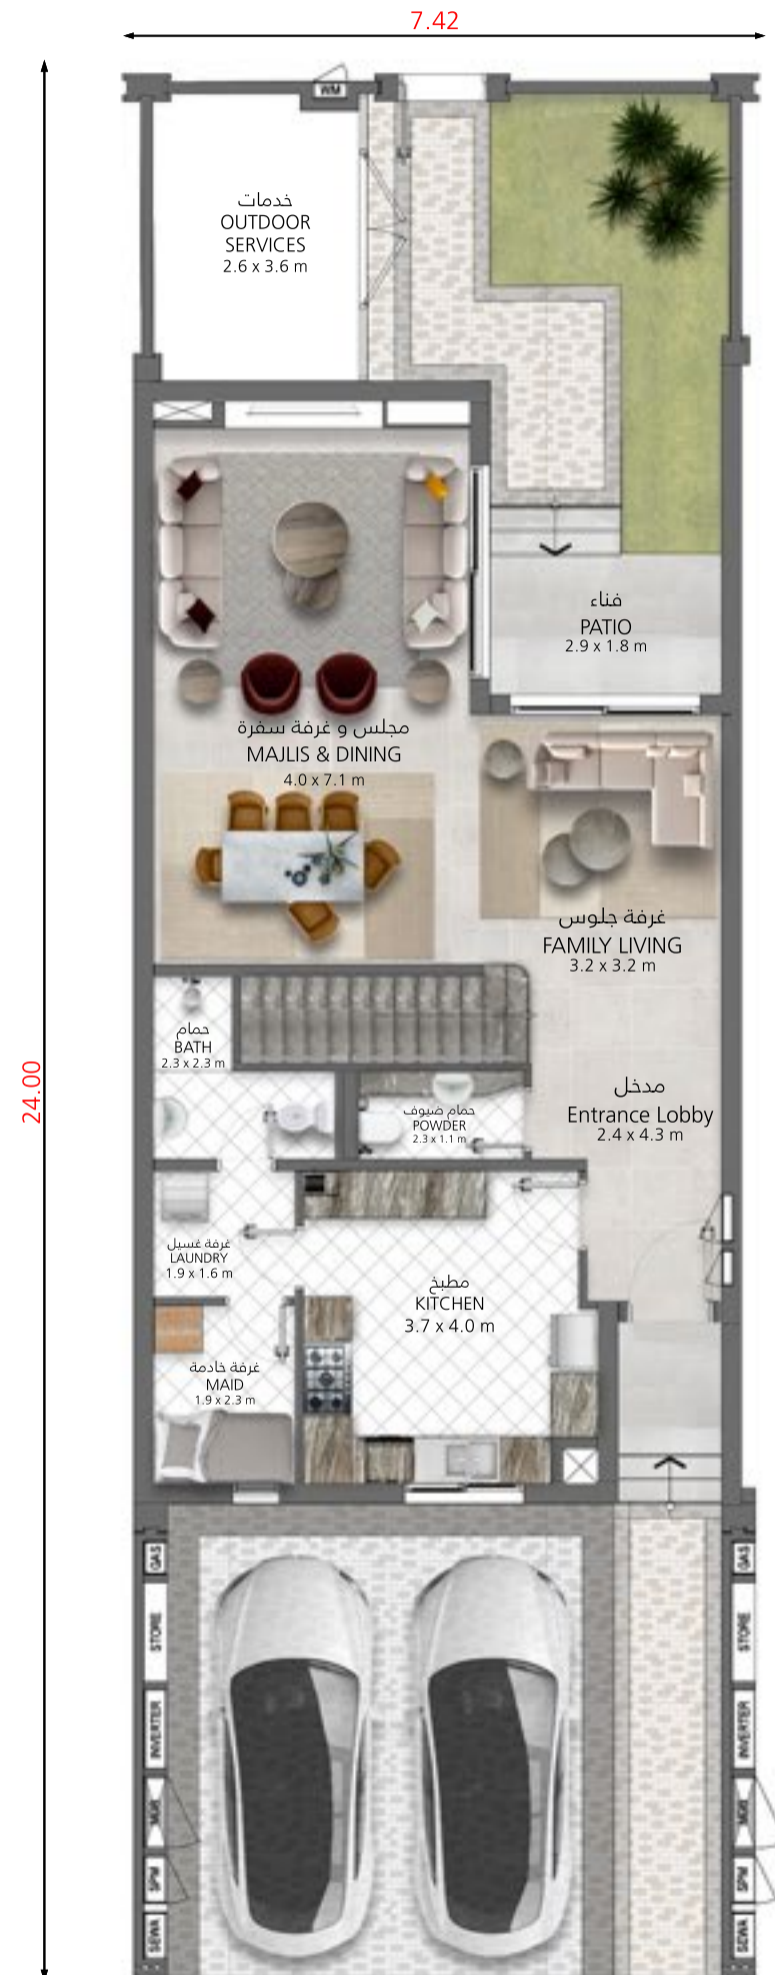 7.42
24.00
WM
خدمات
OUTDOOR
SERVICES
2.6 x 3.6 m
فناء
PATIO
2.9 x 1.8 m
مجلس و غرفة سفرة
MAJLIS & DINING
4.0 x 7.1 m
غرفة جلوس
FAMILY LIVING
3.2 x 3.2 m
حمام
BATH
2.3 x 2.3 m
حمام ضيوف
POWDER
2.3 x 1.1 m
مدخل
Entrance Lobby
2.4 x 4.3 m
غرفة غسيل
LAUNDRY
1.9 x 1.6 m
مطبخ
KITCHEN
3.7 x 4.0 m
غرفة خادمة
MAID
1.9 x 2.3 m
GAS
STORE
INVERTER
SPM
SEWA
GAS
STORE
INVERTER
SPM
SEWA